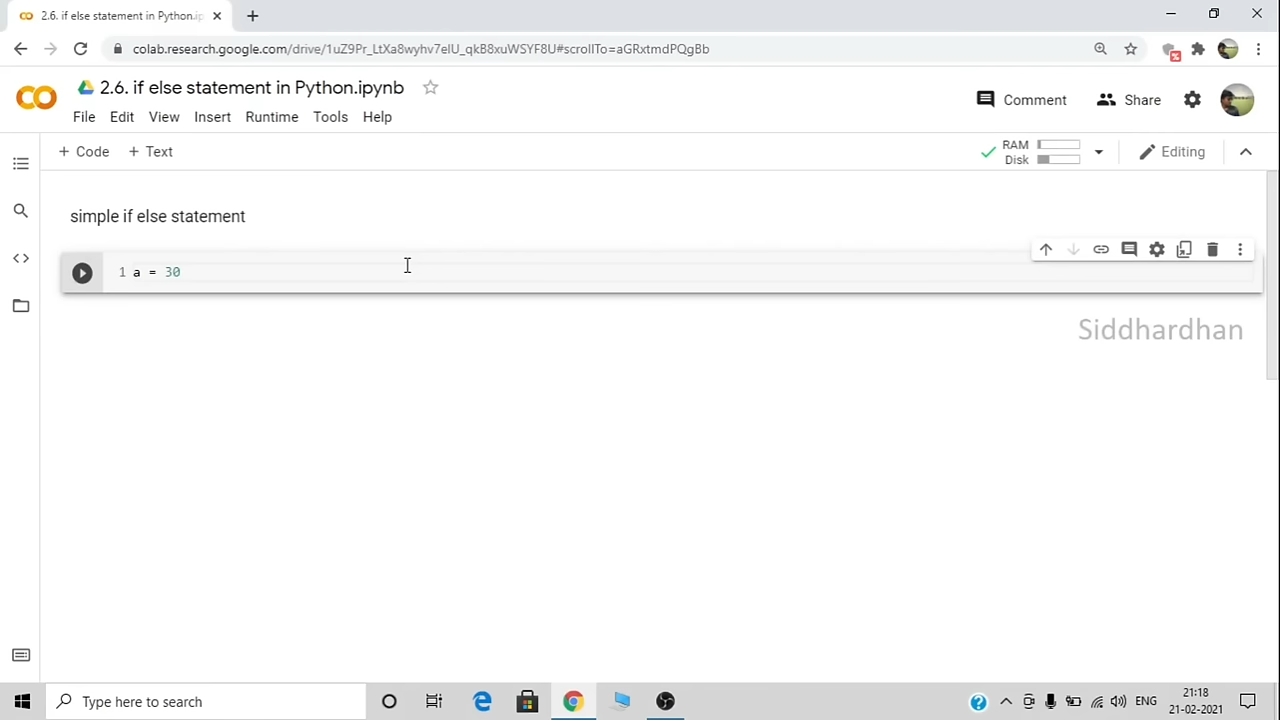 2.6. if else statement in Python.ip
colab.research.google.com/drive/1uZ9Pr_LtXa8wyhv7eIU_qkB8xuWSYF8U#scrollTo=aGRxtmdPQgBb
2.6. if else statement in Python.ipynb
Comment
Share
File Edit View Insert Runtime Tools Help
+ Code + Text
RAM
Disk
Editing
simple if else statement
1 a = 30
Siddhardhan
Type here to search
ENG
21:18
21-02-2021